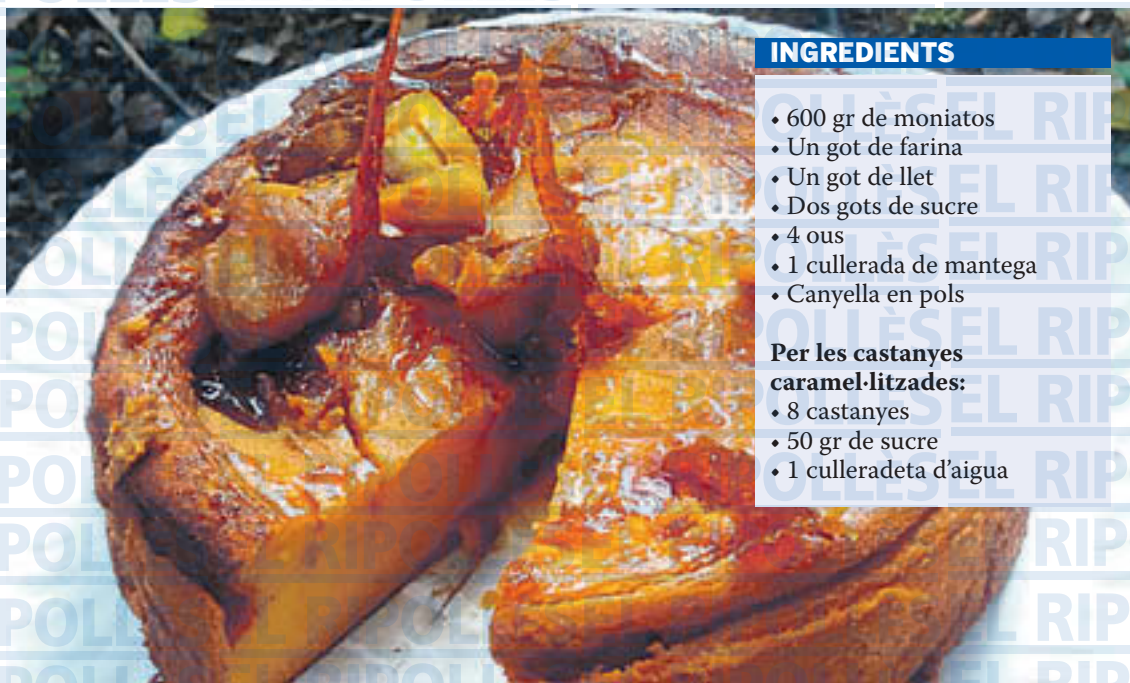 INGREDIENTS
• 600 gr de moniatos
• Un got de farina
• Un got de llet
• Dos gots de sucre
• 4 ous
• 1 cullerada de mantega
• Canyella en pols
Per les castanyes
caramel·litzades:
• 8 castanyes
• 50 gr de sucre
• 1 culleradeta d'aigua
EL RIPOLLÈS